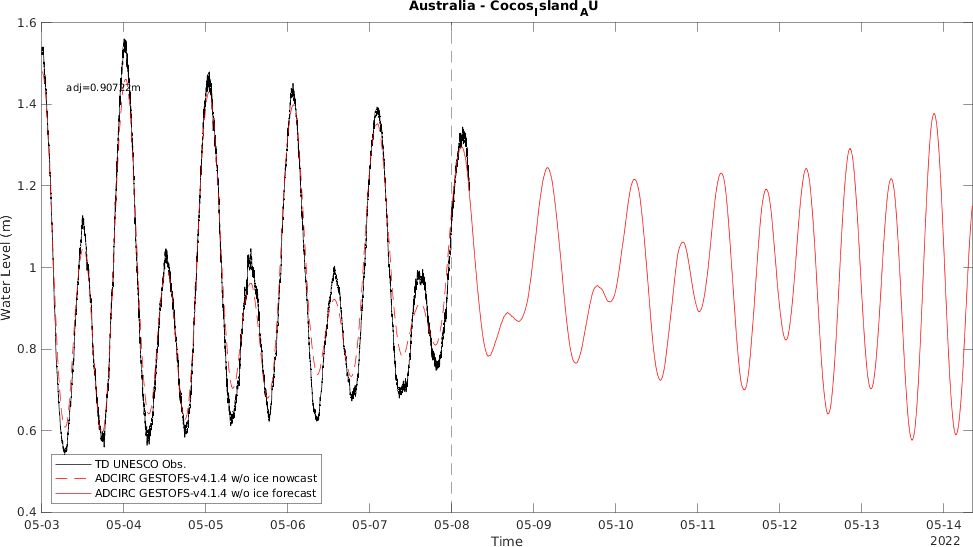 Australia - Cocos_Island_AU
1.6
1.4
1.2
1
0.8
0.6
0.4
Water Level (m)
adj=0.90722m
TD UNESCO Obs.
ADCIRC GESTOFS-v4.1.4 w/o ice nowcast
ADCIRC GESTOFS-v4.1.4 w/o ice forecast
05-03 05-04 05-05 05-06 05-07 05-08 05-09 05-10 05-11 05-12 05-13 05-14
Time
2022